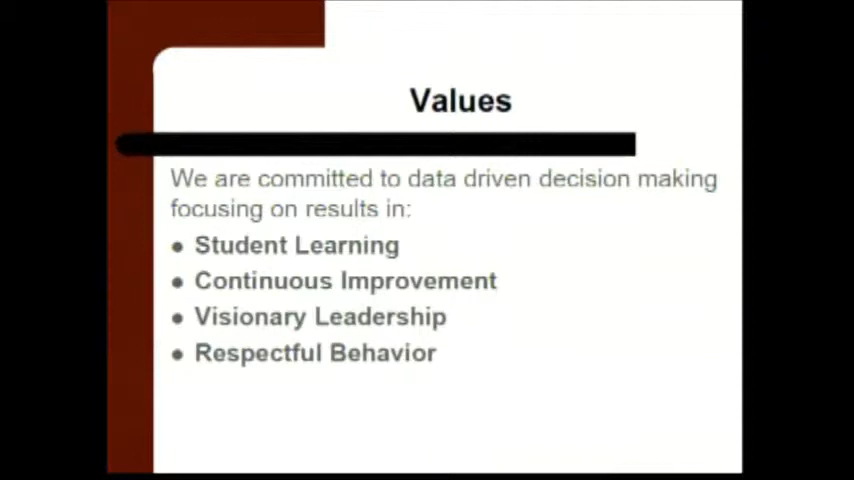 Values
We are committed to data driven decision making
focusing on results in:
● Student Learning
● Continuous Improvement
● Visionary Leadership
● Respectful Behavior